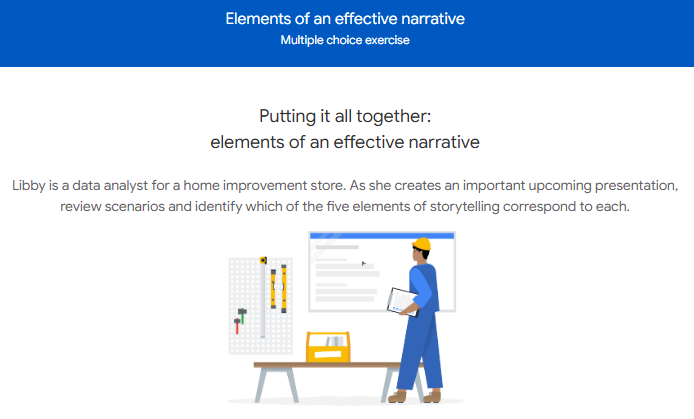 Elements of an effective narrative
Multiple choice exercise
Putting it all together:
elements of an effective narrative
Libby is a data analyst for a home improvement store. As she creates an important upcoming presentation,
review scenarios and identify which of the five elements of storytelling correspond to each.